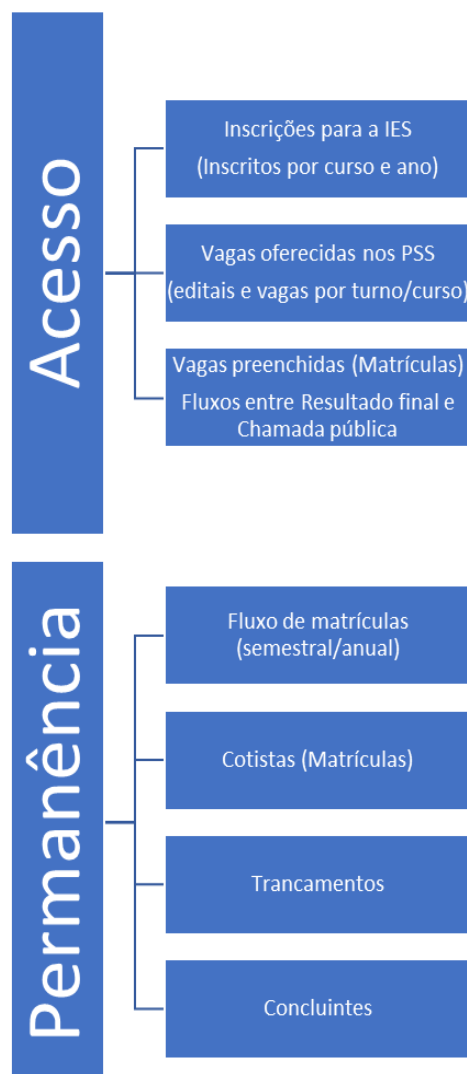 Acesso
Inscrições para a IES
(Inscritos por curso e ano)
Vagas oferecidas nos PSS
(editais e vagas por turno/curso)
Vagas preenchidas (Matrículas)
Fluxos entre Resultado final e
Chamada pública
Permanência
Fluxo de matrículas
(semestral/anual)
Cotistas (Matrículas)
Trancamentos
Concluintes